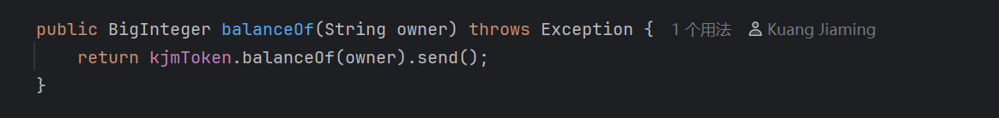 public BigInteger balanceOf(String owner) throws Exception { 1 个用法 Kuang Jiaming
    return kjmToken.balanceOf(owner).send();
}